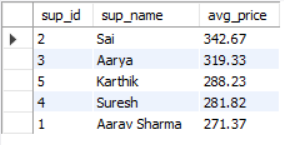 sup_id sup_name avg_price
2 Sai 342.67
3 Aarya 319.33
5 Karthik 288.23
4 Suresh 281.82
1 Aarav Sharma 271.37